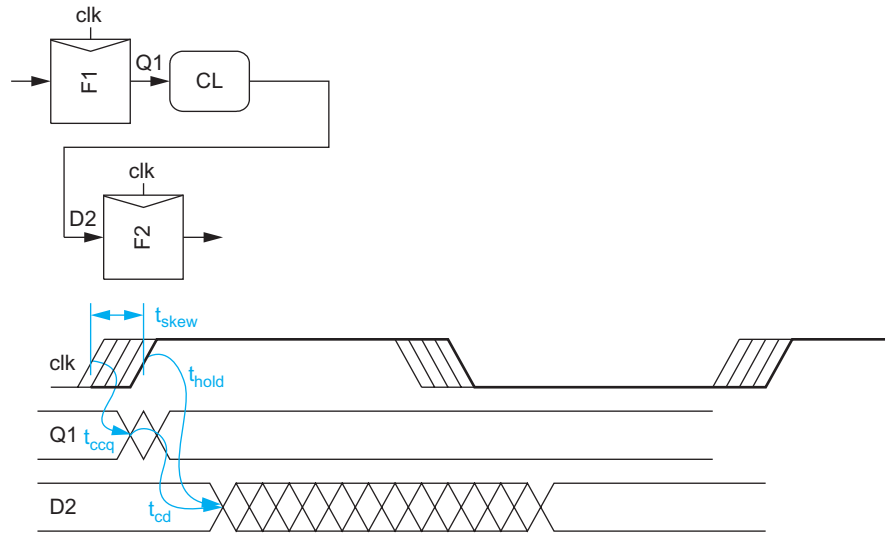 clk
F1
Q1
CL
clk
D2
F2
tskew
clk
thold
Q1
tccq
D2
tcd